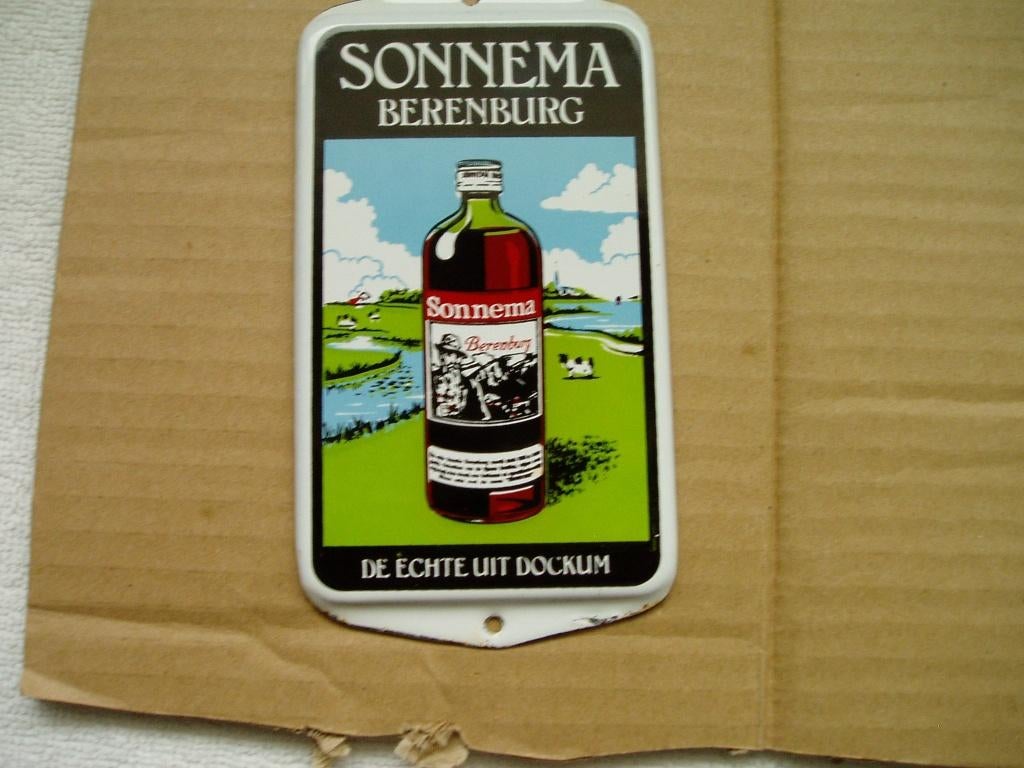 SONNEMA
BERENBURG
Sonnema
Berenburg
DE ECHTE UIT DOCKUM